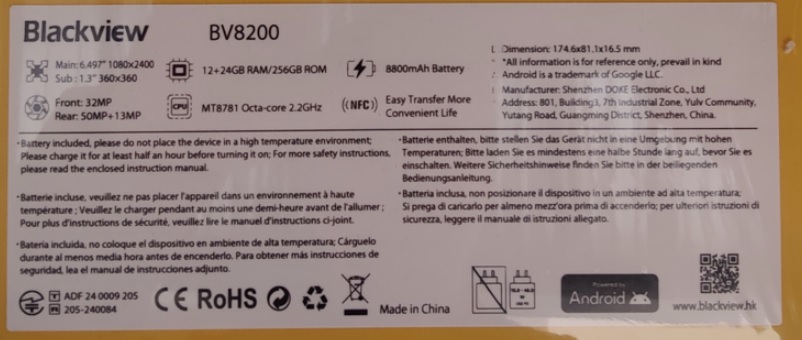 Blackview BV8200
Main: 6.497" 1080x2400
Sub : 1.3" 360x360
12+24GB RAM/256GB ROM
8800mAh Battery
Front: 32MP
Rear: 50MP+13MP
CPU
MT8781 Octa-core 2.2GHz
((NFC))
Easy Transfer More
Convenient Life
Dimension: 174.6x81.1x16.5 mm
*All information is for reference only, prevail in kind
Android is a trademark of Google LLC.
Manufacturer: Shenzhen DOKE Electronic Co., Ltd
Address: 801, Building3, 7th Industrial Zone, Yulv Community,
Yutang Road, Guangming District, Shenzhen, China.
•Battery included, please do not place the device in a high temperature environment;
Please charge it for at least half an hour before turning it on; For more safety instructions,
please read the enclosed instruction manual.
•Batterie incluse, veuillez ne pas placer l'appareil dans un environnement à haute
température ; Veuillez le charger pendant au moins une demi-heure avant de l'allumer ;
Pour plus d'instructions de sécurité, veuillez lire le manuel d'instructions ci-joint.
•Bateria incluida, no coloque el dispositivo en ambiente de alta temperatura; Cárguelo
durante al menos media hora antes de encenderlo. Para obtener más instrucciones de
seguridad, lea el manual de instrucciones adjunto.
•Batterie enthalten, bitte stellen Sie das Gerät nicht in eine Umgebung mit hohen
Temperaturen; Bitte laden Sie es mindestens eine halbe Stunde lang auf, bevor Sie es
einschalten. Weitere Sicherheitshinweise finden Sie bitte in der beiliegenden
Bedienungsanleitung.
•Batteria inclusa, non posizionare il dispositivo in un ambiente ad alta temperatura;
Si prega di caricarlo per almeno mezz'ora prima di accenderlo; per ulteriori istruzioni di
sicurezza, leggere il manuale di istruzioni allegato.
T ADF 24 0009 205
205-240084
CE RoHS
Made in China
Powered by
Android
www.blackview.hk